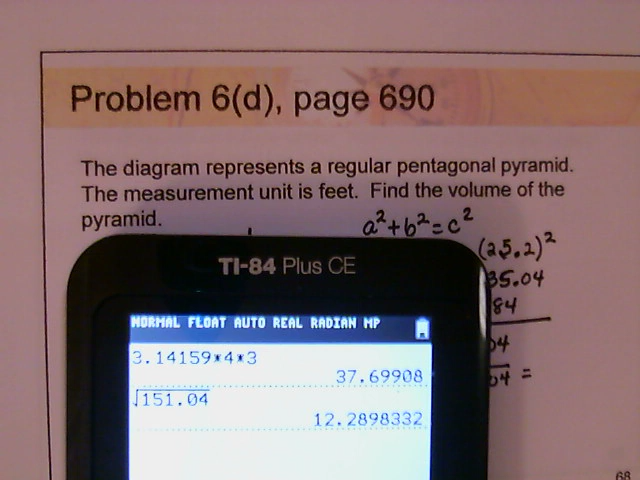 Problem 6(d), page 690
The diagram represents a regular pentagonal pyramid.
The measurement unit is feet. Find the volume of the
pyramid.
a²+b²=c²
(25.2)²
35.04
84
04
04 =
TI-84 Plus CE
NORMAL FLOAT AUTO REAL RADIAN MP
3.14159*4*3
37.69908
√151.04
12.2898332
68